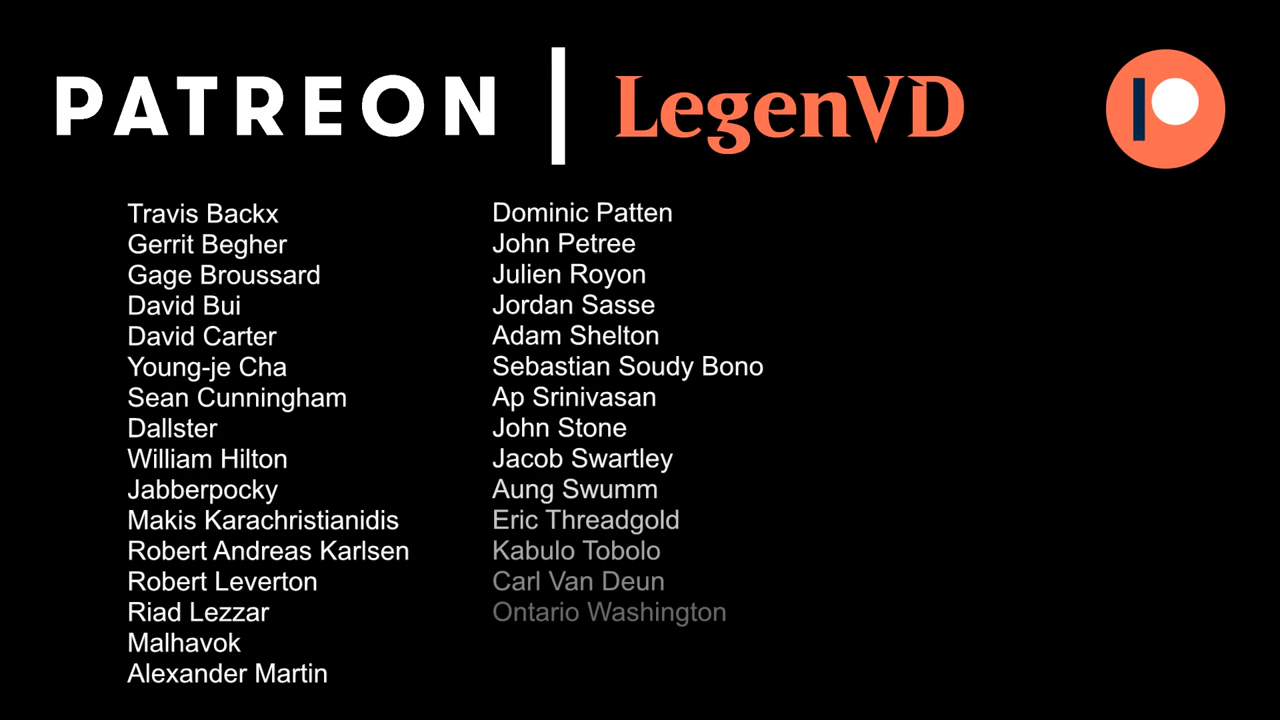 PATREON | LegenVD
Travis Backx
Gerrit Begher
Gage Broussard
David Bui
David Carter
Young-je Cha
Sean Cunningham
Dallster
William Hilton
Jabberpocky
Makis Karachristianidis
Robert Andreas Karlsen
Robert Leverton
Riad Lezzar
Malhavok
Alexander Martin
Dominic Patten
John Petree
Julien Royon
Jordan Sasse
Adam Shelton
Sebastian Soudy Bono
Ap Srinivasan
John Stone
Jacob Swartley
Aung Swumm
Eric Threadgold
Kabulo Tobolo
Carl Van Deun
Ontario Washington